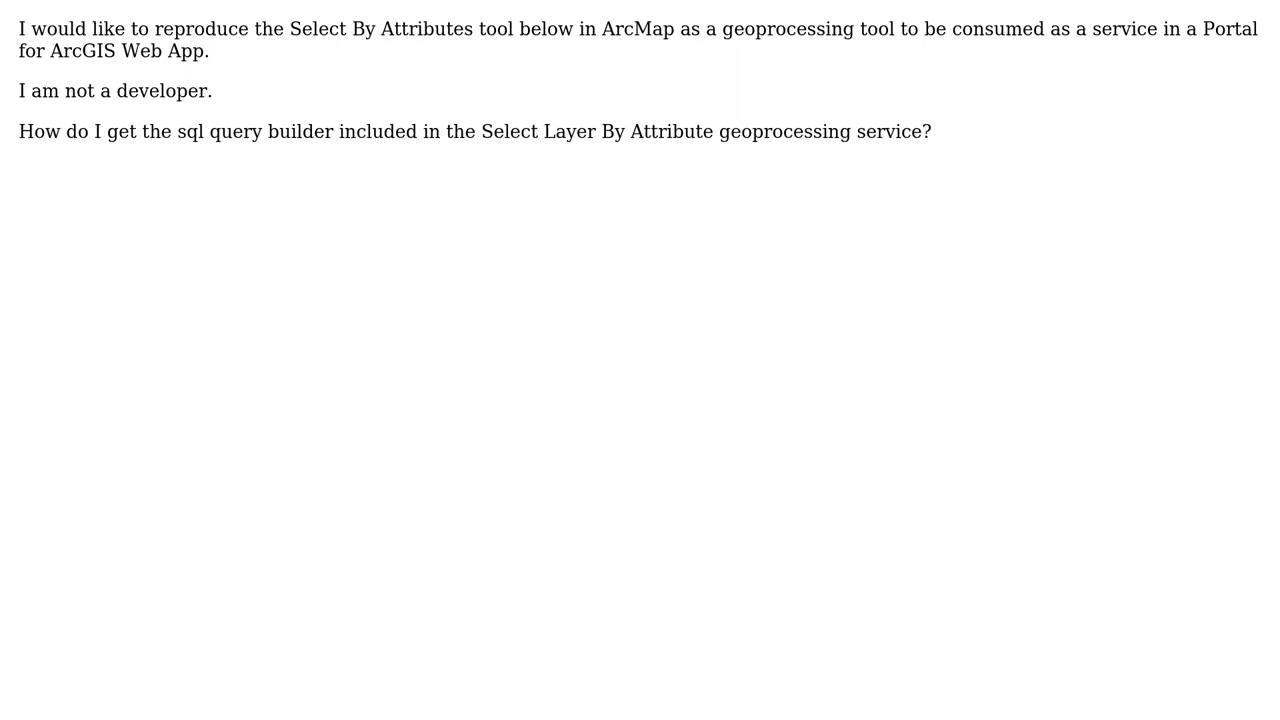 I would like to reproduce the Select By Attributes tool below in ArcMap as a geoprocessing tool to be consumed as a service in a Portal
for ArcGIS Web App.
I am not a developer.
How do I get the sql query builder included in the Select Layer By Attribute geoprocessing service?